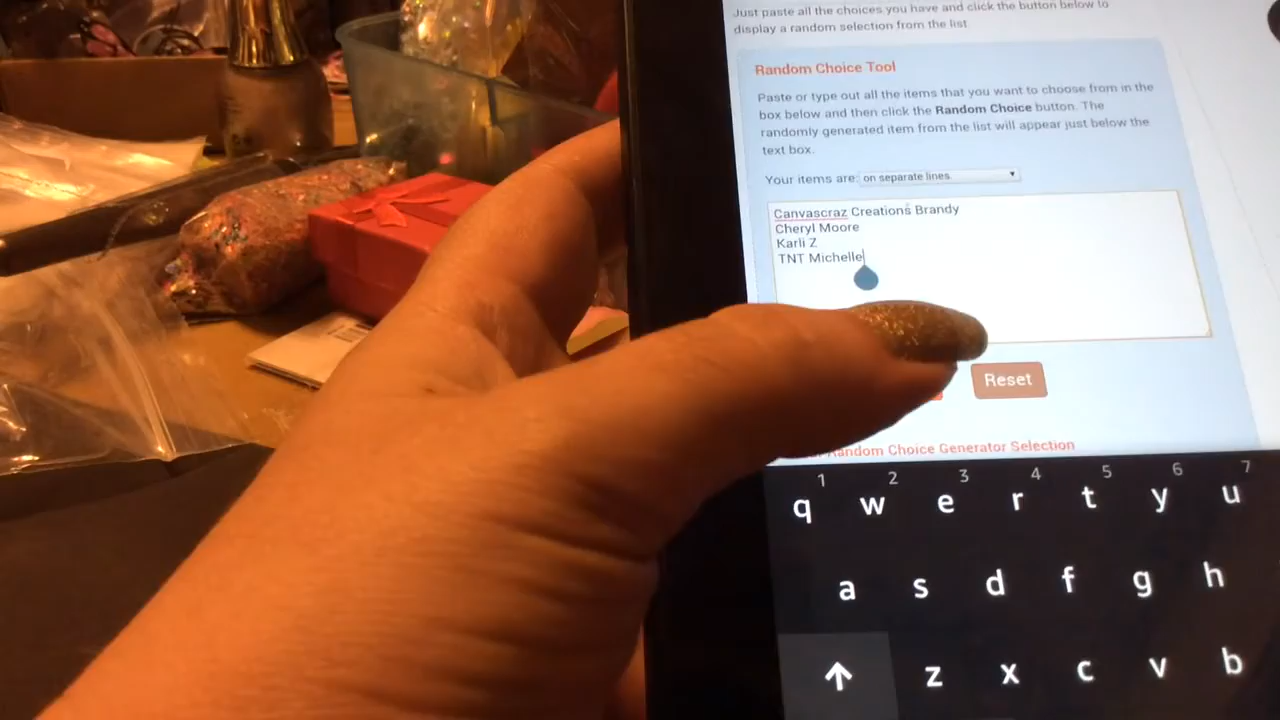 Just paste all the choices you have and click the button below to
display a random selection from the list.
Random Choice Tool
Paste or type out all the items that you want to choose from in the
box below and then click the Random Choice button. The
randomly generated item from the list will appear just below the
text box.
Your items are: on separate lines
Canvascraz Creations Brandy
Cheryl Moore
Karli Z
TNT Michelle
Reset
Random Choice Generator Selection
1 2 3 4 5 6 7
q w e r t y u
a s d f g h
z x c v b